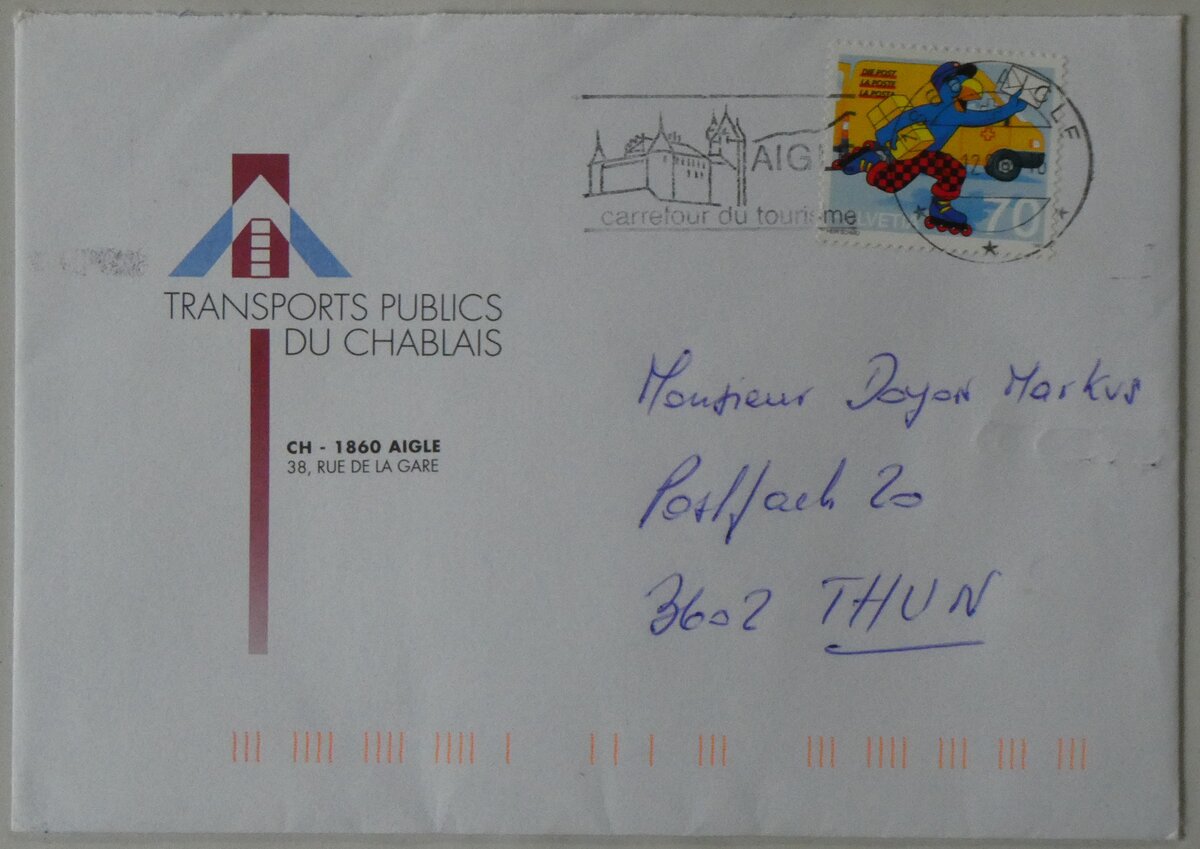 DIE POST
LA POSTE
LA POSTA
AIGLE
AIGLE
carrefour du tourisme
HELVETIA 70
TRANSPORTS PUBLICS
DU CHABLAIS
CH - 1860 AIGLE
38, RUE DE LA GARE
Monsieur Doyon Markus
Postfach 20
3602 THUN